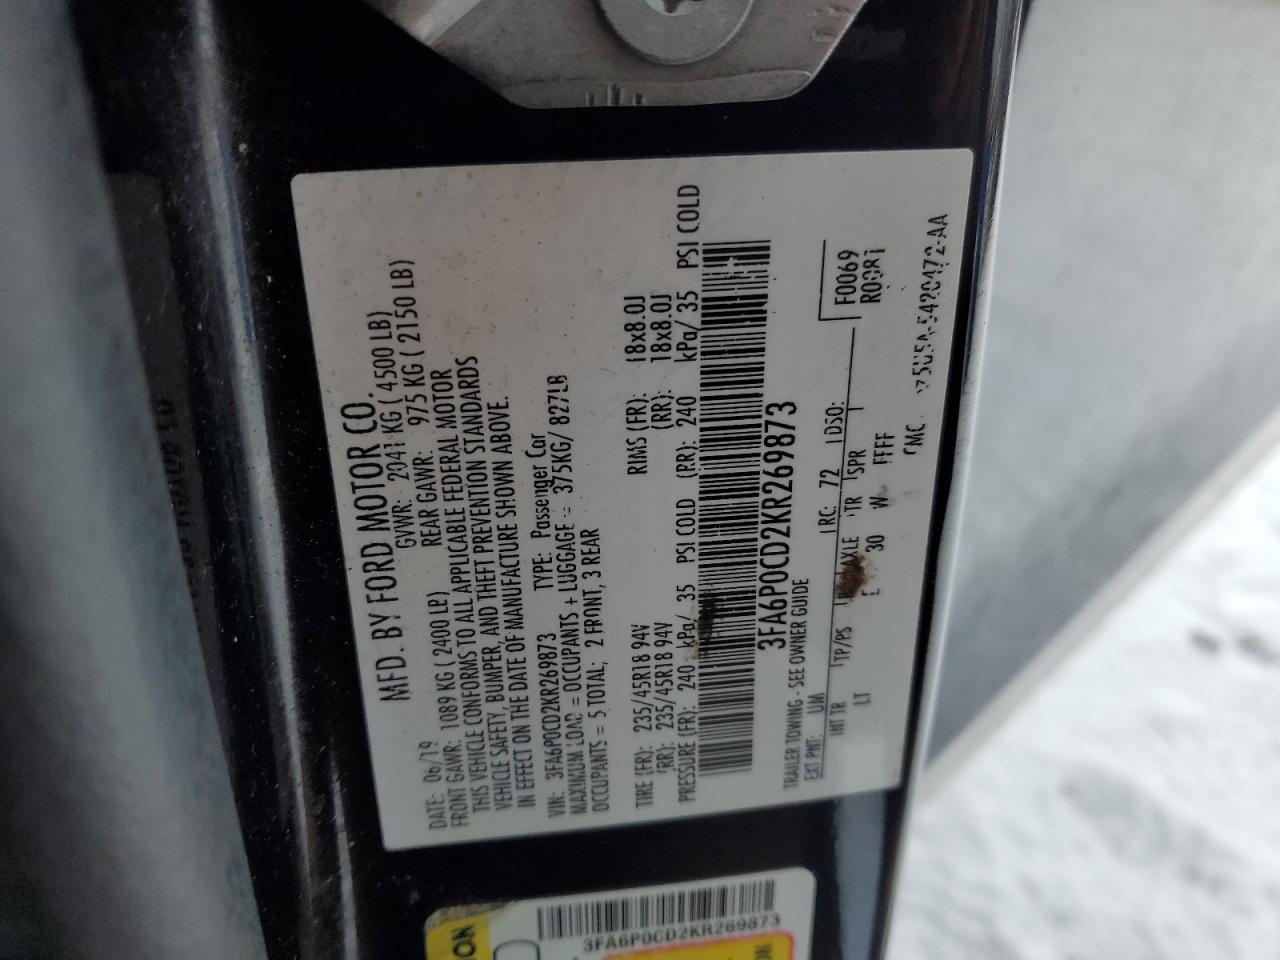 MFD. BY FORD MOTOR CO.
DATE: 06/19 GVWR: 2041 KG ( 4500 LB)
FRONT GAWR: 1089 KG ( 2400 LB) REAR GAWR: 975 KG ( 2150 LB)
THIS VEHICLE CONFORMS TO ALL APPLICABLE FEDERAL MOTOR
VEHICLE SAFETY, BUMPER, AND THEFT PREVENTION STANDARDS
IN EFFECT ON THE DATE OF MANUFACTURE SHOWN ABOVE.
VIN: 3FA6P0CD2KR269873 TYPE: Passenger Car
MAXIMUM LOAD = OCCUPANTS + LUGGAGE = 375KG/ 827LB
OCCUPANTS = 5 TOTAL; 2 FRONT, 3 REAR
TIRE (FR): 235/45R18 94V RIMS (FR): 18x8.0J
(RR): 235/45R18 94V (RR): 18x8.0J
PRESSURE (FR): 240 kPa/ 35 PSI COLD (RR): 240 kPa/ 35 PSI COLD
3FA6P0CD2KR269873
TRAILER TOWING - SEE OWNER GUIDE
EXT PNT: UM RC: 72 DSO: F0069
R0081
INT TR TP/PS AXLE TR SPR
LT E 30 W FFFF
3FA6P0CD2KR269873